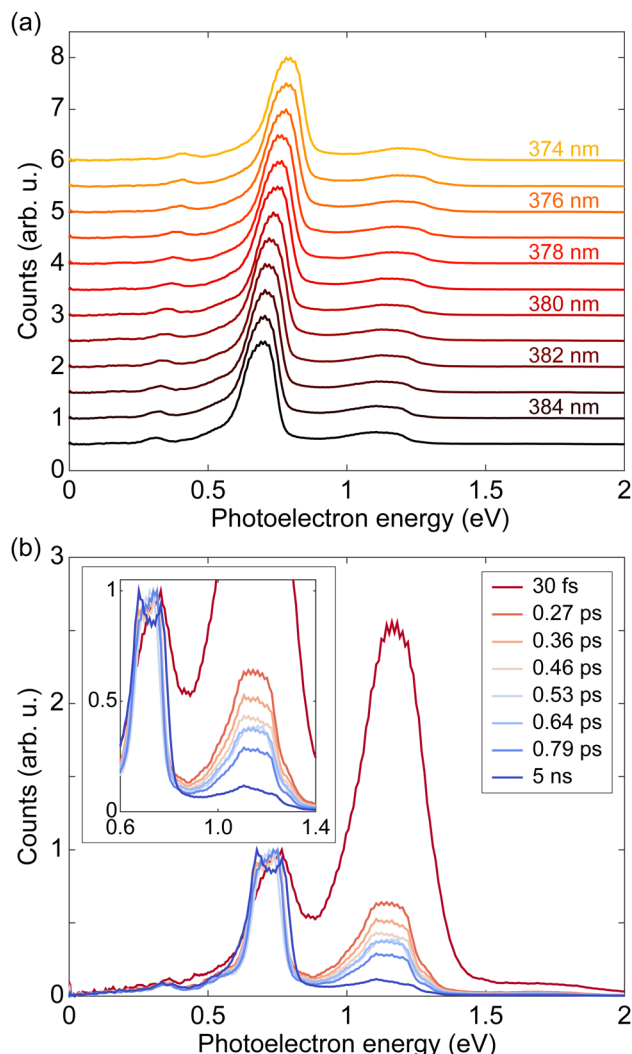 (a)
8
7
6
5
4
3
2
1
0
Counts (arb. u.)
374 nm
376 nm
378 nm
380 nm
382 nm
384 nm
0 0.5 1 1.5 2
Photoelectron energy (eV)
(b)
3
2
1
0
Counts (arb. u.)
1
0.5
0
0.6 1.0 1.4
30 fs
0.27 ps
0.36 ps
0.46 ps
0.53 ps
0.64 ps
0.79 ps
5 ns
0 0.5 1 1.5 2
Photoelectron energy (eV)